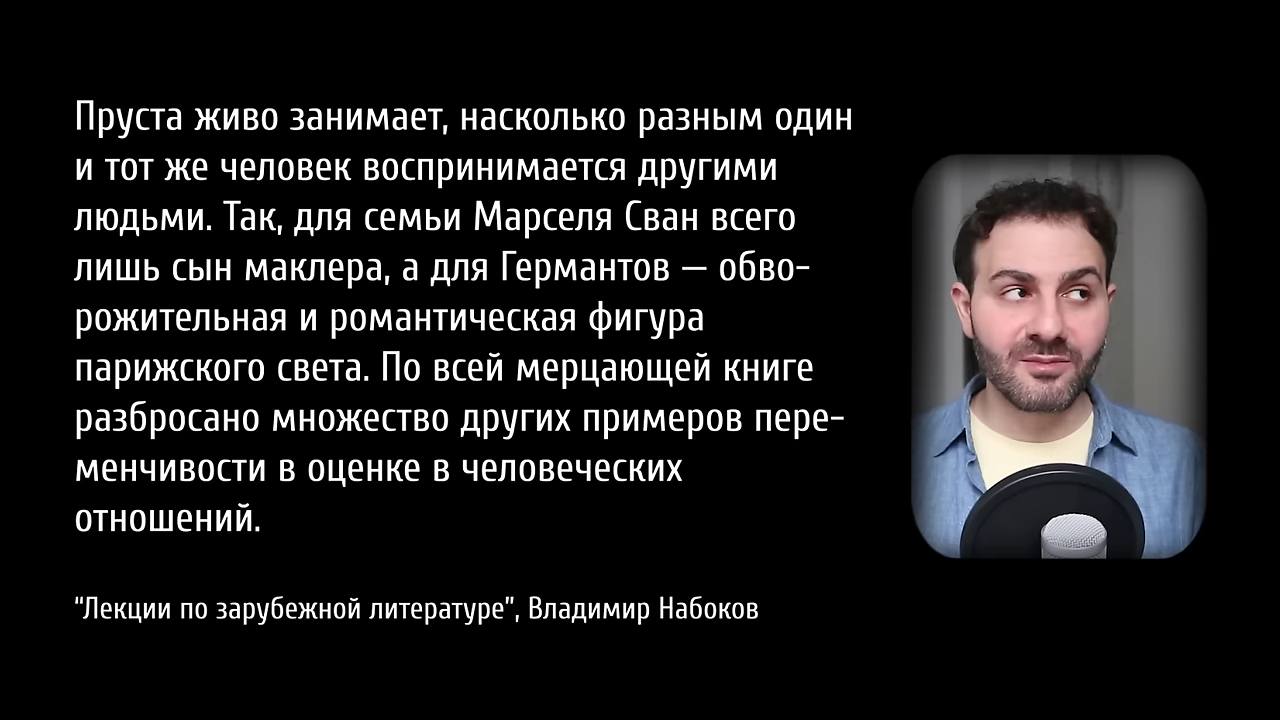 Пруста живо занимает, насколько разным один
и тот же человек воспринимается другими
людьми. Так, для семьи Марселя Сван всего
лишь сын маклера, а для Германтов — обво-
рожительная и романтическая фигура
парижского света. По всей мерцающей книге
разбросано множество других примеров пере-
менчивости в оценке в человеческих
отношений.
“Лекции по зарубежной литературе”, Владимир Набоков